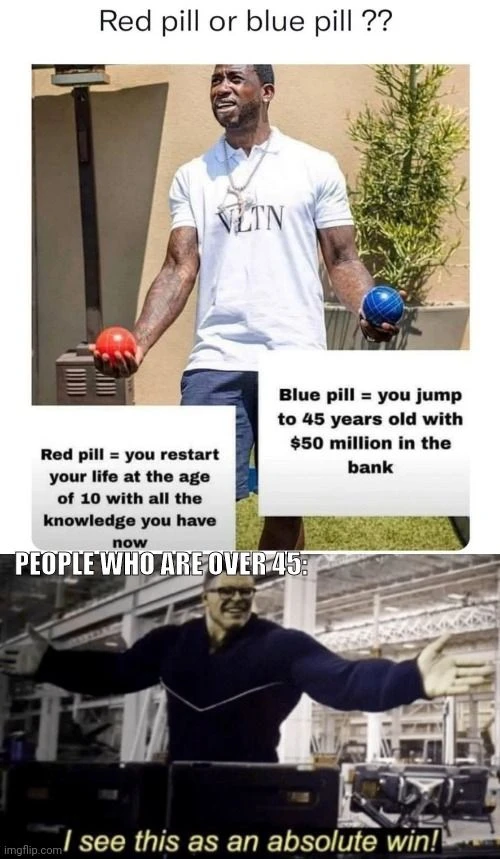 Red pill or blue pill ??
VLTN
Blue pill = you jump
to 45 years old with
$50 million in the
bank
Red pill = you restart
your life at the age
of 10 with all the
knowledge you have
now
PEOPLE WHO ARE OVER 45:
I see this as an absolute win!
imgflip.com